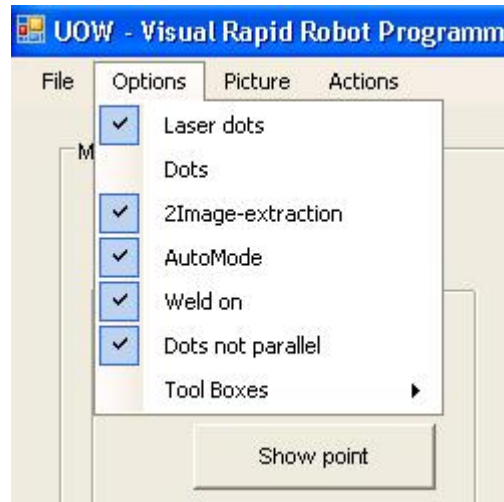 UOW - Visual Rapid Robot Programm
File Options Picture Actions
Laser dots
M
Dots
2Image-extraction
AutoMode
Weld on
Dots not parallel
Tool Boxes
Show point